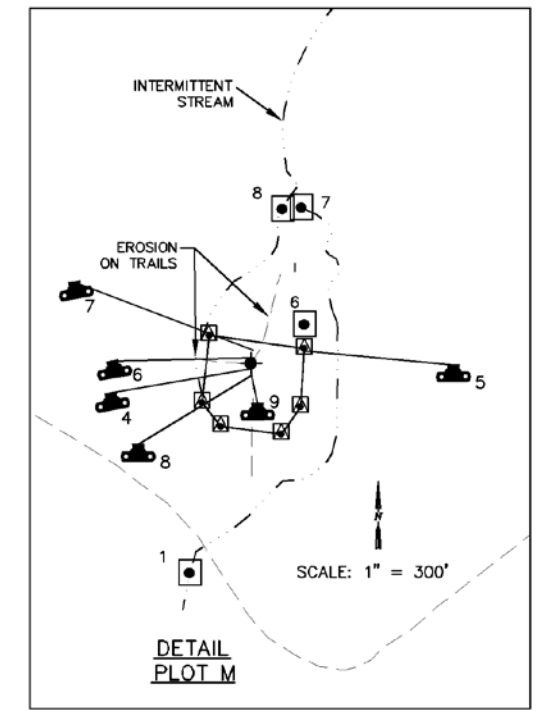 INTERMITTENT
STREAM
8
7
EROSION
ON TRAILS
7
6
6
5
4
9
8
N
1
SCALE: 1" = 300'
DETAIL
PLOT M